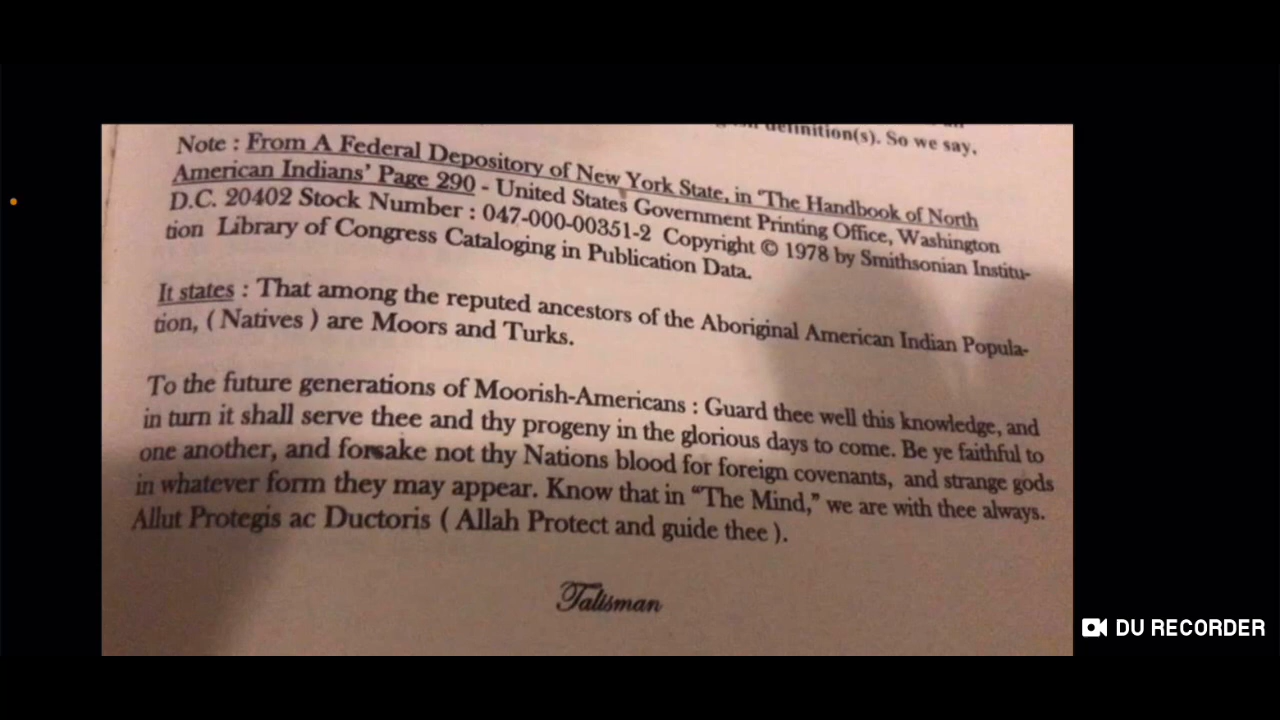 definition(s). So we say,
Note : From A Federal Depository of New York State, in 'The Handbook of North
American Indians' Page 290 - United States Government Printing Office, Washington
D.C. 20402 Stock Number : 047-000-00351-2 Copyright © 1978 by Smithsonian Institu-
tion Library of Congress Cataloging in Publication Data.
It states : That among the reputed ancestors of the Aboriginal American Indian Popula-
tion, ( Natives ) are Moors and Turks.
To the future generations of Moorish-Americans : Guard thee well this knowledge, and
in turn it shall serve thee and thy progeny in the glorious days to come. Be ye faithful to
one another, and forsake not thy Nations blood for foreign covenants, and strange gods
in whatever form they may appear. Know that in “The Mind,” we are with thee always.
Allut Protegis ac Ductoris ( Allah Protect and guide thee ).
Talisman
DU RECORDER